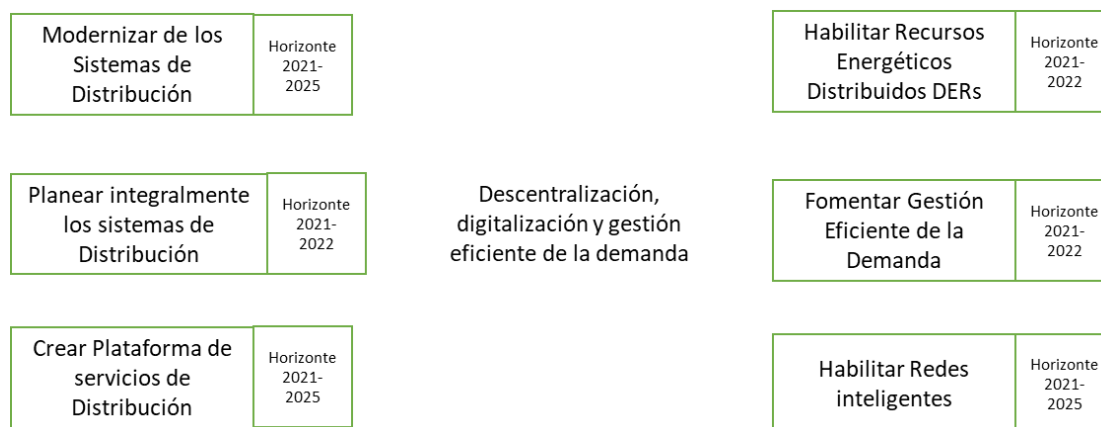 Modernizar de los
Sistemas de
Distribución
Horizonte
2021-
2025
Planear integralmente
los sistemas de
Distribución
Horizonte
2021-
2022
Crear Plataforma de
servicios de
Distribución
Horizonte
2021-
2025
Descentralización,
digitalización y gestión
eficiente de la demanda
Habilitar Recursos
Energéticos
Distribuidos DERs
Horizonte
2021-
2022
Fomentar Gestión
Eficiente de la
Demanda
Horizonte
2021-
2022
Habilitar Redes
inteligentes
Horizonte
2021-
2025